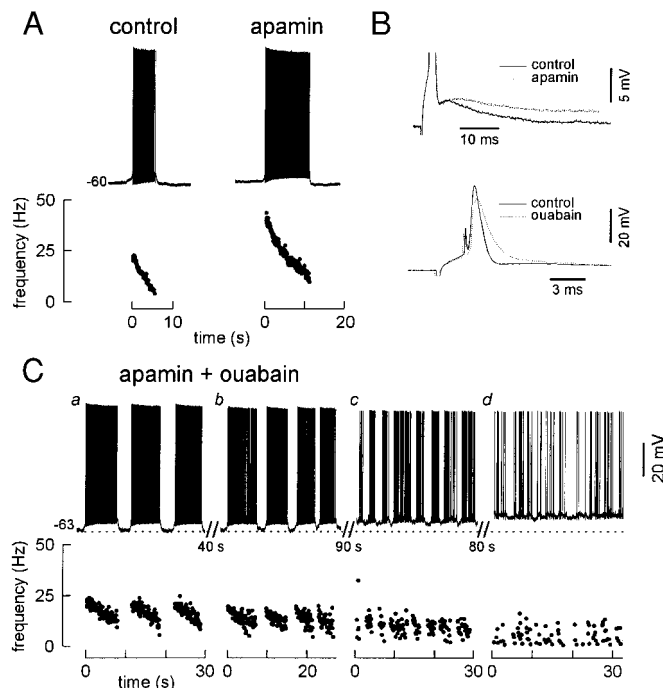 A
control
apamin
-60
50
25
0
frequency (Hz)
0 10
0 10 20
time (s)
B
control
apamin
5 mV
10 ms
control
ouabain
20 mV
3 ms
C
apamin + ouabain
a
b
c
d
-63
40 s
90 s
80 s
20 mV
50
25
0
frequency (Hz)
0 30
0 20
0 30
0 30
time (s)